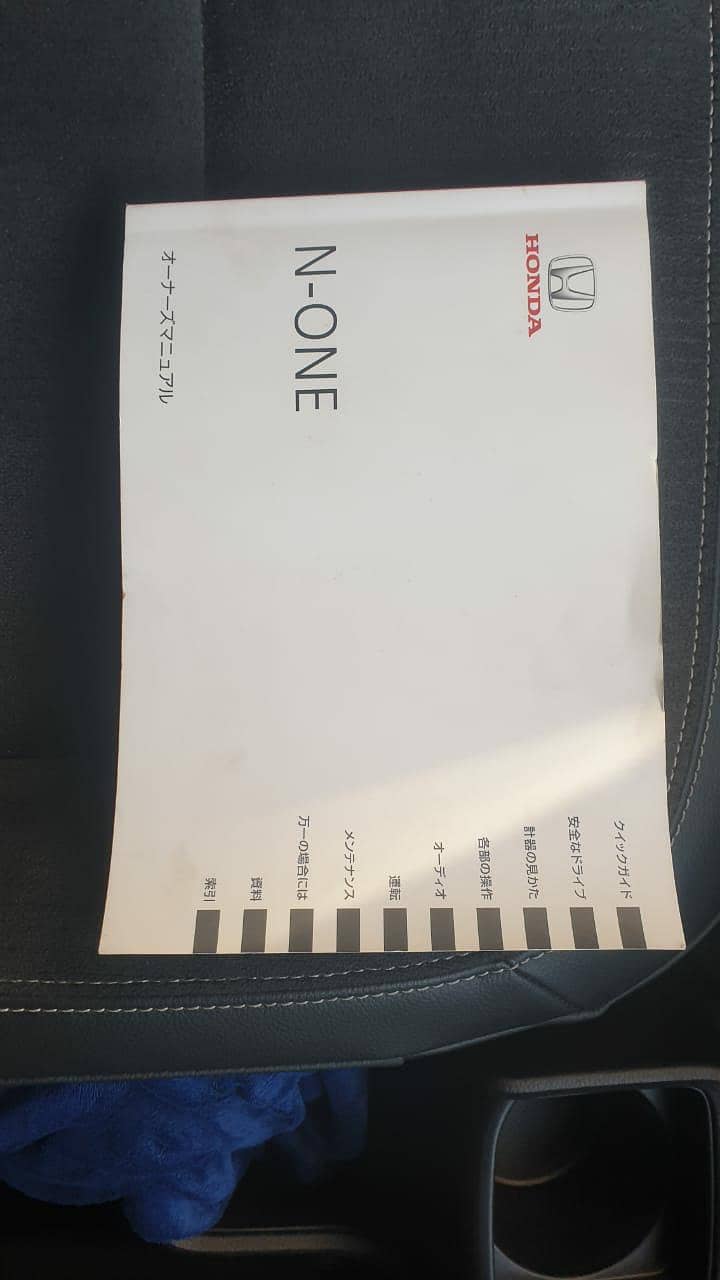 HONDA
N-ONE
オーナーズマニュアル
クイックガイド
安全なドライブ
計器の見かた
各部の操作
オーディオ
運転
メンテナンス
万一の場合には
資料
索引